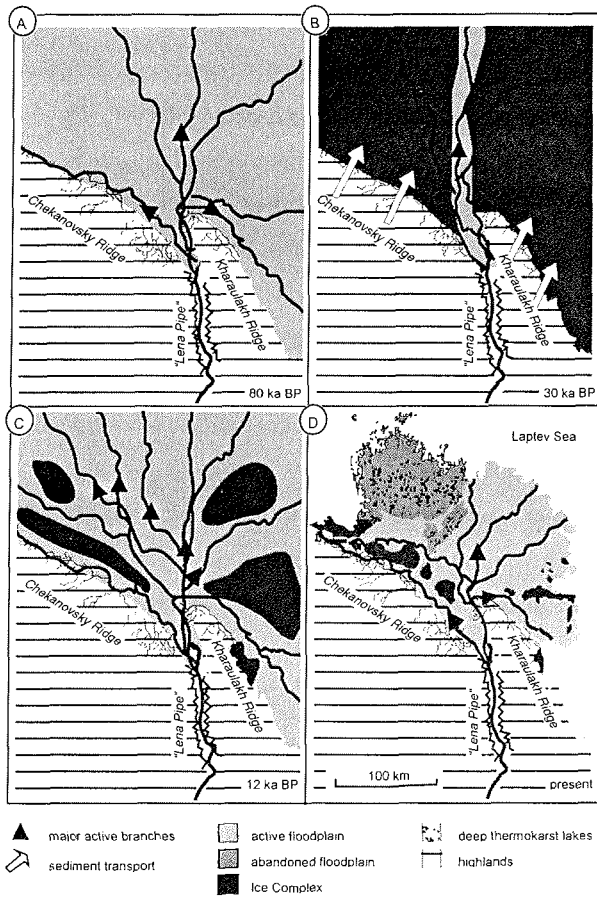 A
Chekanovsky Ridge
Kharaulakh Ridge
"Lena Pipe"
80 ka BP
B
Chekanovsky Ridge
Kharaulakh Ridge
"Lena Pipe"
30 ka BP
C
Chekanovsky Ridge
Kharaulakh Ridge
"Lena Pipe"
12 ka BP
D
Laptev Sea
Chekanovsky Ridge
Kharaulakh Ridge
"Lena Pipe"
100 km
present
major active branches
sediment transport
active floodplain
abandoned floodplain
Ice Complex
deep thermokarst lakes
highlands